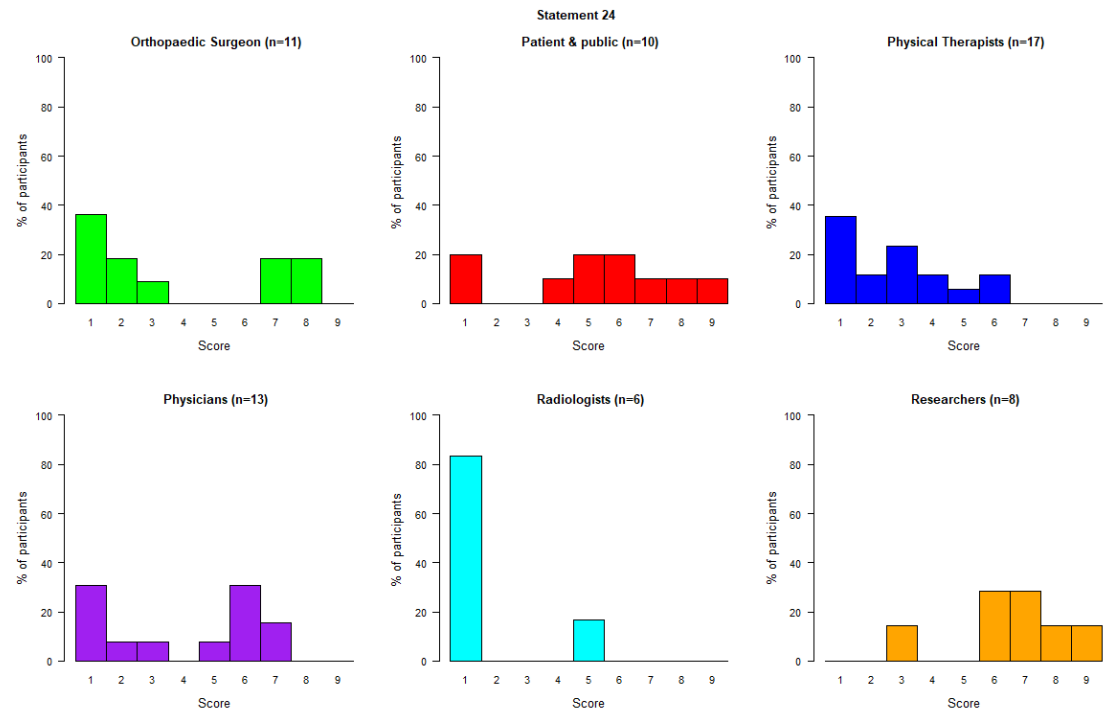 Statement 24
Orthopaedic Surgeon (n=11)
% of participants
100
80
60
40
20
0
1 2 3 4 5 6 7 8 9
Score
Patient & public (n=10)
% of participants
100
80
60
40
20
0
1 2 3 4 5 6 7 8 9
Score
Physical Therapists (n=17)
% of participants
100
80
60
40
20
0
1 2 3 4 5 6 7 8 9
Score
Physicians (n=13)
% of participants
100
80
60
40
20
0
1 2 3 4 5 6 7 8 9
Score
Radiologists (n=6)
% of participants
100
80
60
40
20
0
1 2 3 4 5 6 7 8 9
Score
Researchers (n=8)
% of participants
100
80
60
40
20
0
1 2 3 4 5 6 7 8 9
Score